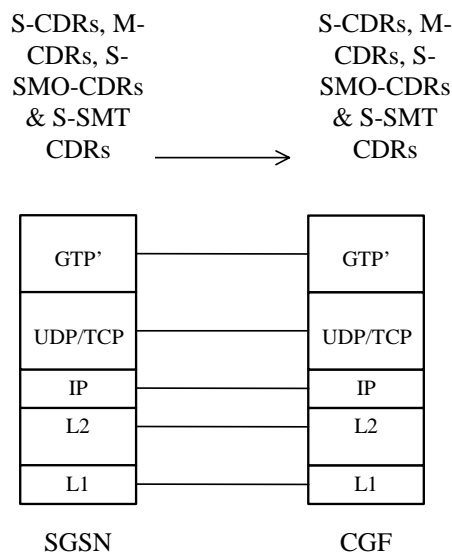 S-CDRs, M-
CDRs, S-
SMO-CDRs
& S-SMT
CDRs
S-CDRs, M-
CDRs, S-
SMO-CDRs
& S-SMT
CDRs
GTP’
UDP/TCP
IP
L2
L1
SGSN
GTP’
UDP/TCP
IP
L2
L1
CGF